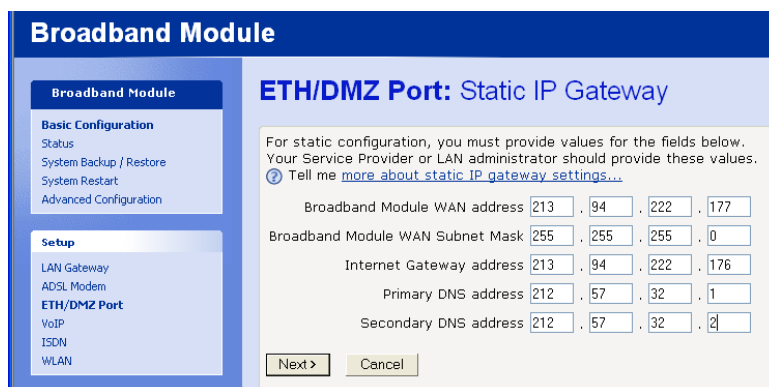 Broadband Module
Broadband Module
Basic Configuration
Status
System Backup / Restore
System Restart
Advanced Configuration
Setup
LAN Gateway
ADSL Modem
ETH/DMZ Port
VoIP
ISDN
WLAN
ETH/DMZ Port: Static IP Gateway
For static configuration, you must provide values for the fields below.
Your Service Provider or LAN administrator should provide these values.
? Tell me more about static IP gateway settings...
Broadband Module WAN address 213 . 94 . 222 . 177
Broadband Module WAN Subnet Mask 255 . 255 . 255 . 0
Internet Gateway address 213 . 94 . 222 . 176
Primary DNS address 212 . 57 . 32 . 1
Secondary DNS address 212 . 57 . 32 . 2
Next> Cancel